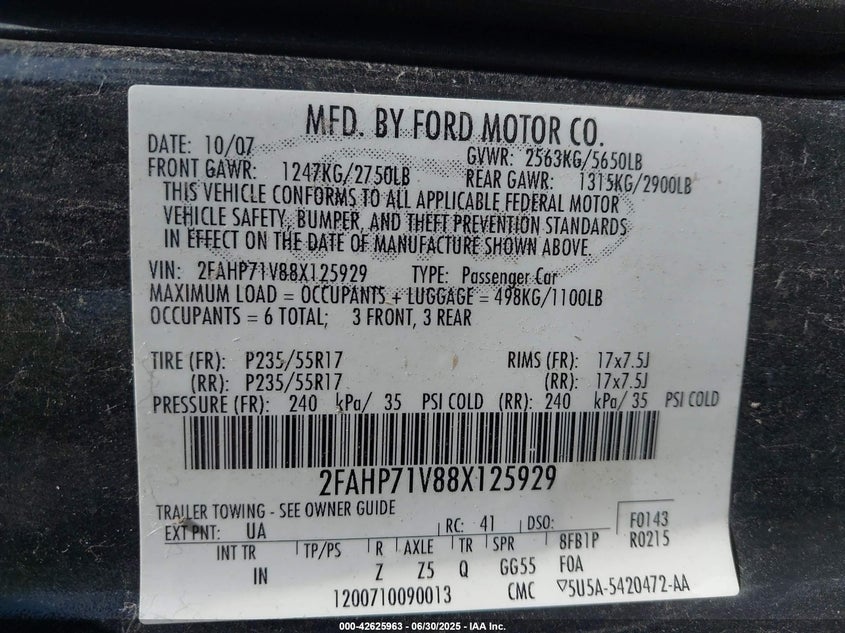 MFD. BY FORD MOTOR CO.
DATE: 10/07 GVWR: 2563KG/5650LB
FRONT GAWR: 1247KG/2750LB REAR GAWR: 1315KG/2900LB
THIS VEHICLE CONFORMS TO ALL APPLICABLE FEDERAL MOTOR
VEHICLE SAFETY, BUMPER, AND THEFT PREVENTION STANDARDS
IN EFFECT ON THE DATE OF MANUFACTURE SHOWN ABOVE.
VIN: 2FAHP71V88X125929 TYPE: Passenger Car
MAXIMUM LOAD = OCCUPANTS + LUGGAGE = 498KG/1100LB
OCCUPANTS = 6 TOTAL; 3 FRONT, 3 REAR
TIRE (FR): P235/55R17 RIMS (FR): 17x7.5J
(RR): P235/55R17 (RR): 17x7.5J
PRESSURE (FR): 240 kPa/ 35 PSI COLD (RR): 240 kPa/ 35 PSI COLD
2FAHP71V88X125929
TRAILER TOWING - SEE OWNER GUIDE
EXT PNT: UA RC: 41 DSO: F0143
INT TR TP/PS R AXLE TR SPR 8FB1P R0215
IN Z Z5 Q GG55 F0A
1200710090013 CMC ▽5U5A-5420472-AA
000-42625963 - 06/30/2025 - IAA Inc.